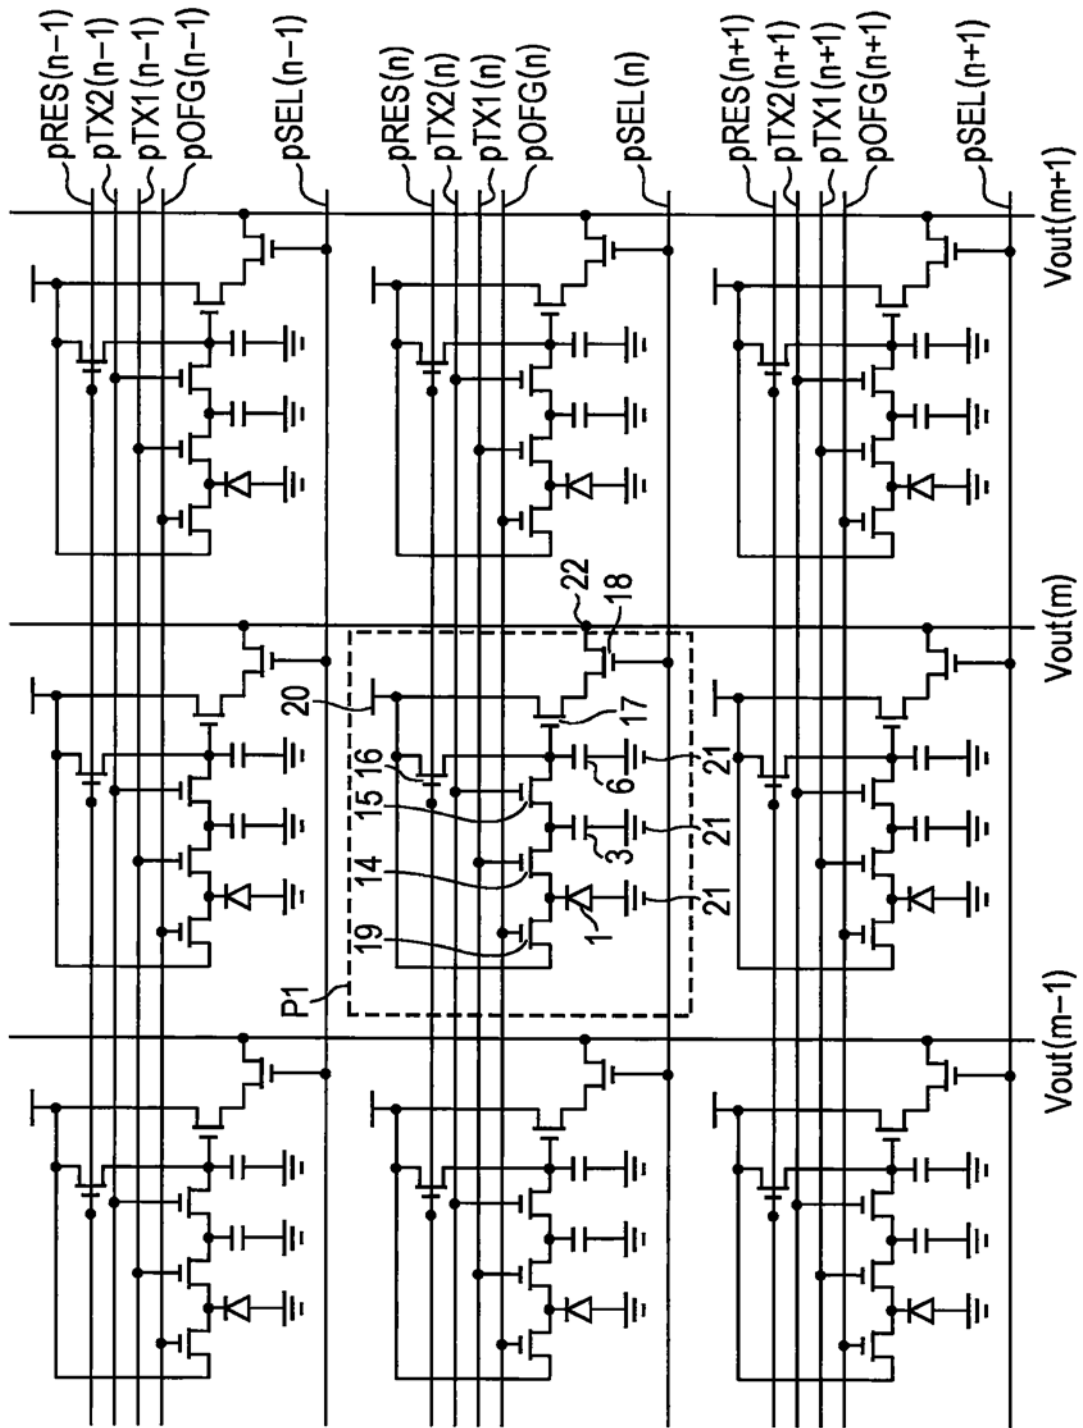 pRES(n−1)
pTX2(n−1)
pTX1(n−1)
pOFG(n−1)
pSEL(n−1)
pRES(n)
pTX2(n)
pTX1(n)
pOFG(n)
pSEL(n)
pRES(n+1)
pTX2(n+1)
pTX1(n+1)
pOFG(n+1)
pSEL(n+1)
Vout(m+1)
Vout(m)
Vout(m−1)
P1
20
22
18
17
16
15
14
19
6
3
1
21
21
21